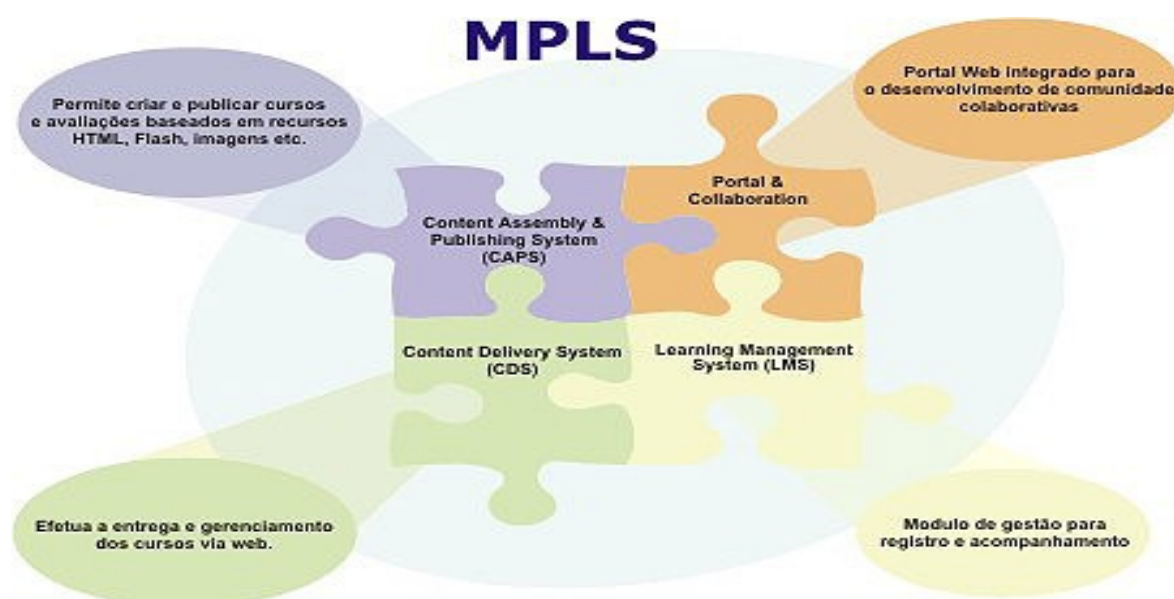 MPLS
Permite criar e publicar cursos
e avaliações baseados em recursos
HTML, Flash, imagens etc.
Portal Web integrado para
o desenvolvimento de comunidade
colaborativas
Content Assembly &
Publishing System
(CAPS)
Portal &
Collaboration
Content Delivery System
(CDS)
Learning Management
System (LMS)
Efetua a entrega e gerenciamento
dos cursos via web.
Modulo de gestão para
registro e acompanhamento